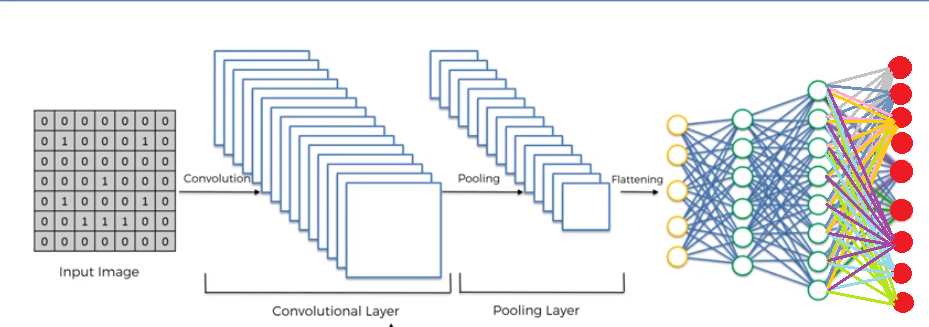 0 0 0 0 0 0 0
0 1 0 0 0 1 0
0 0 0 0 0 0 0
0 0 0 1 0 0 0
0 1 0 0 0 1 0
0 0 1 1 1 0 0
0 0 0 0 0 0 0
Input Image
Convolution
Convolutional Layer
Pooling
Pooling Layer
Flattening